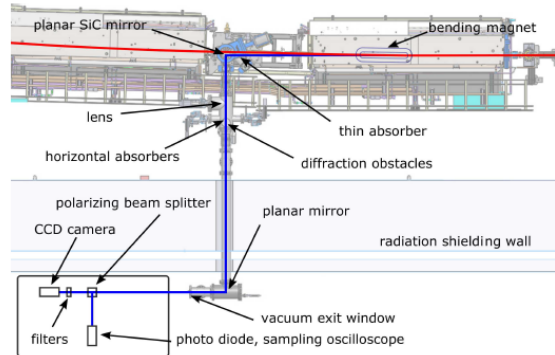 planar SiC mirror
bending magnet
lens
thin absorber
horizontal absorbers
diffraction obstacles
polarizing beam splitter
planar mirror
CCD camera
radiation shielding wall
vacuum exit window
filters
photo diode, sampling oscilloscope